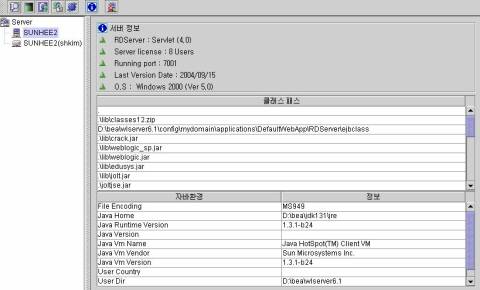 Server
SUNHEE2
SUNHEE2(shkim)
서버 정보
RDServer : Servlet (4,0)
Server license : 8 Users
Running port : 7001
Last Version Date : 2004/09/15
O,S : Windows 2000 (Ver 5,0)
클래스 패스
.
.\lib\classes12.zip
D:\bea\wlserver6.1\config\mydomain\applications\DefaultWebApp\RDServer\ejbclass
.\lib\crack.jar
.\lib\weblogic_sp.jar
.\lib\weblogic.jar
.\lib\edusys.jar
.\lib\jolt.jar
.\joltjse.jar
자바환경 정보
File Encoding MS949
Java Home D:\bea\jdk131\jre
Java Runtime Version 1.3.1-b24
Java Version
Java Vm Name Java HotSpot(TM) Client VM
Java Vm Vendor Sun Microsystems Inc.
Java Vm Version 1.3.1-b24
User Country
User Dir D:\bea\wlserver6.1